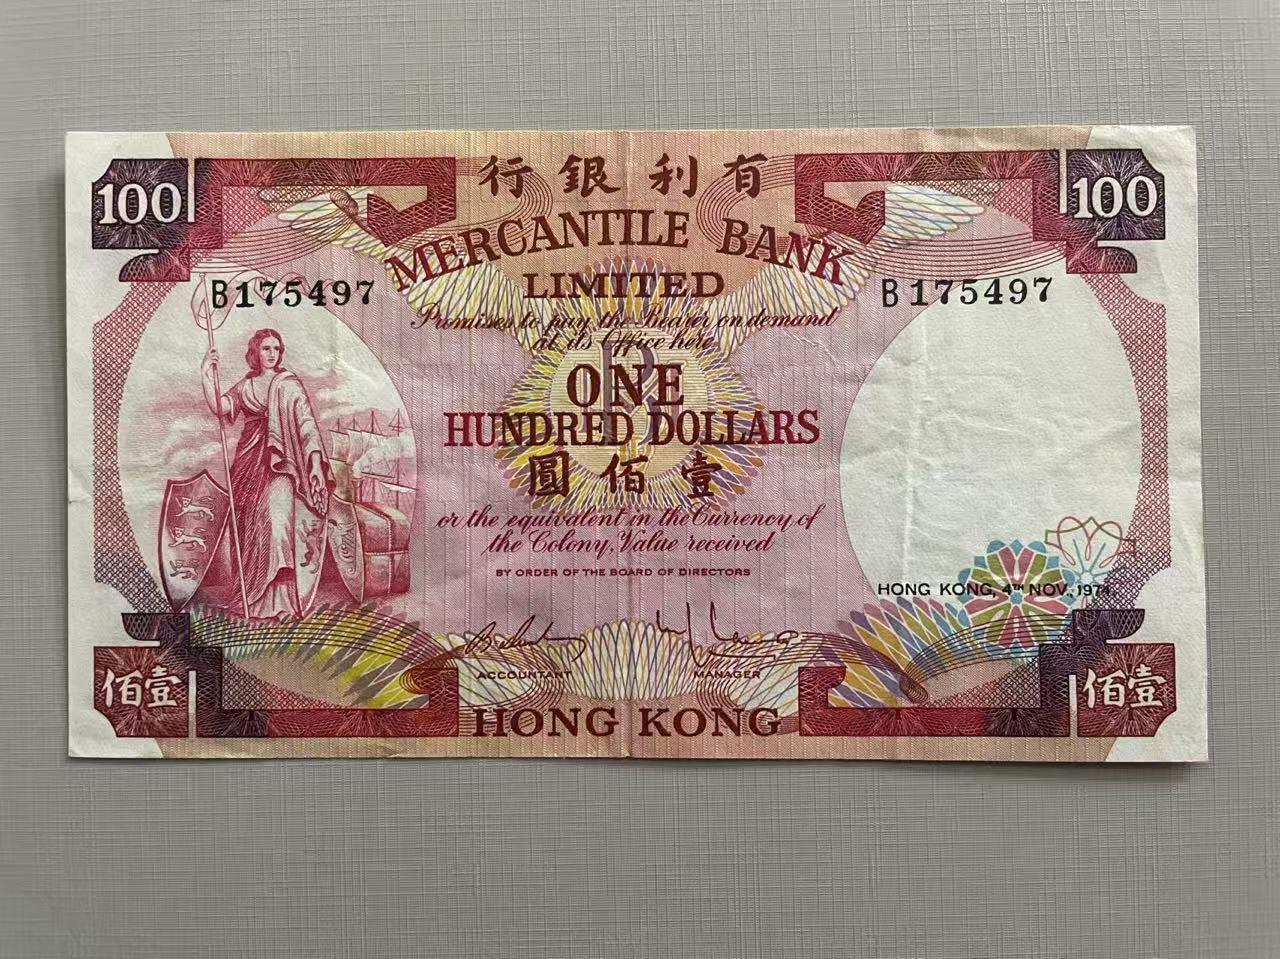 行銀利有
100 100
MERCANTILE BANK
LIMITED
B175497 B175497
Promises to pay the Bearer on demand
at its Office here
ONE
HUNDRED DOLLARS
圓佰壹
or the equivalent in the Currency of
the Colony, Value received
BY ORDER OF THE BOARD OF DIRECTORS
HONG KONG, 4TH NOV., 1974.
ACCOUNTANT MANAGER
佰壹 佰壹
HONG KONG